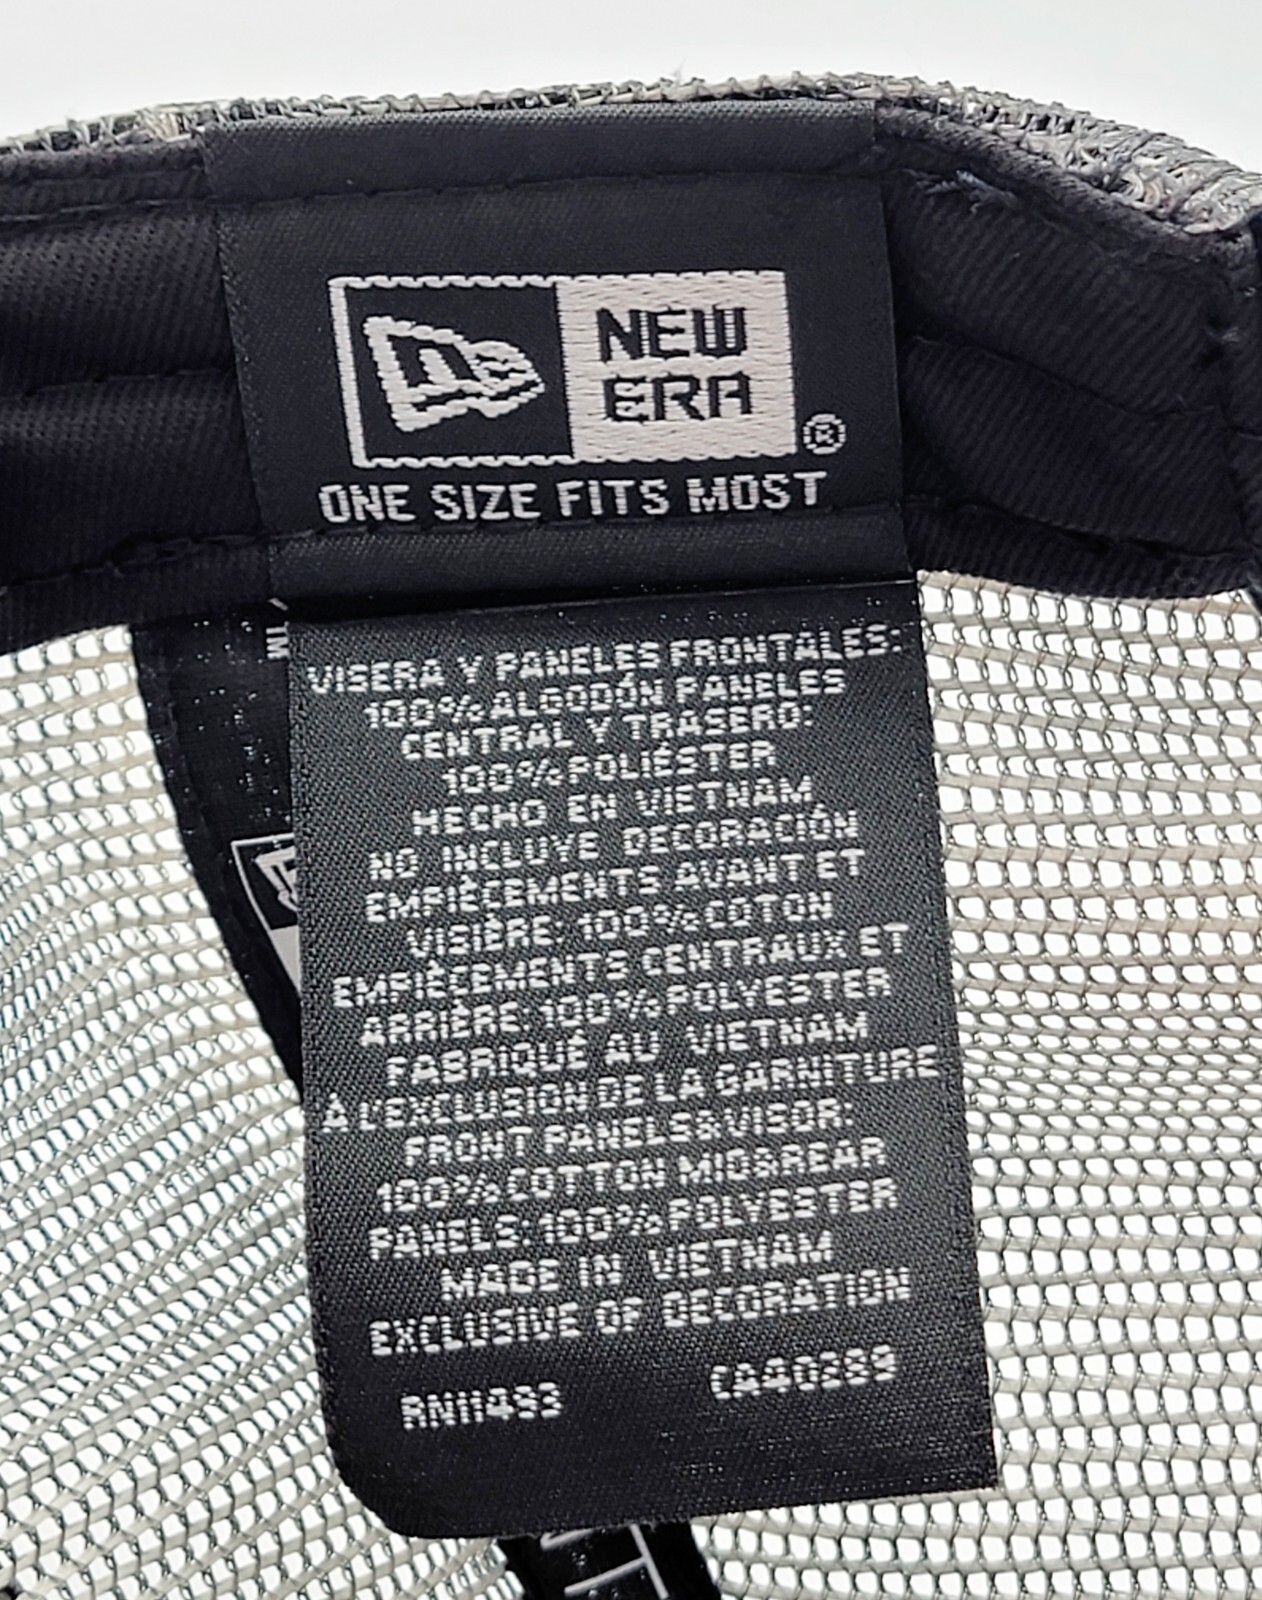 NEW
ERA
®
ONE SIZE FITS MOST
VISERA Y PANELES FRONTALES:
100% ALGODÓN PANELES
CENTRAL Y TRASERO:
100% POLIÉSTER
HECHO EN VIETNAM
NO INCLUYE DECORACIÓN
EMPIÈCEMENTS AVANT ET
VISIÈRE: 100% COTON
EMPIÈCEMENTS CENTRAUX ET
ARRIÈRE: 100% POLYESTER
FABRIQUÉ AU VIETNAM
À L'EXCLUSION DE LA GARNITURE
FRONT PANELS & VISOR:
100% COTTON MID & REAR
PANELS: 100% POLYESTER
MADE IN VIETNAM
EXCLUSIVE OF DECORATION
RN11493 CA40289